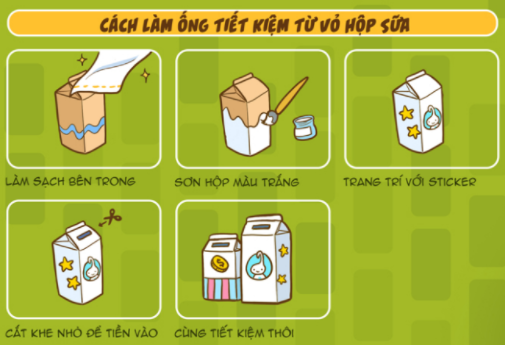 CÁCH LÀM ỐNG TIẾT KIỆM TỪ VỎ HỘP SỮA
LÀM SẠCH BÊN TRONG
SƠN HỘP MÀU TRẮNG
TRANG TRÍ VỚI STICKER
CẮT KHE NHỎ ĐỂ TIỀN VÀO
CÙNG TIẾT KIỆM THÔI
$